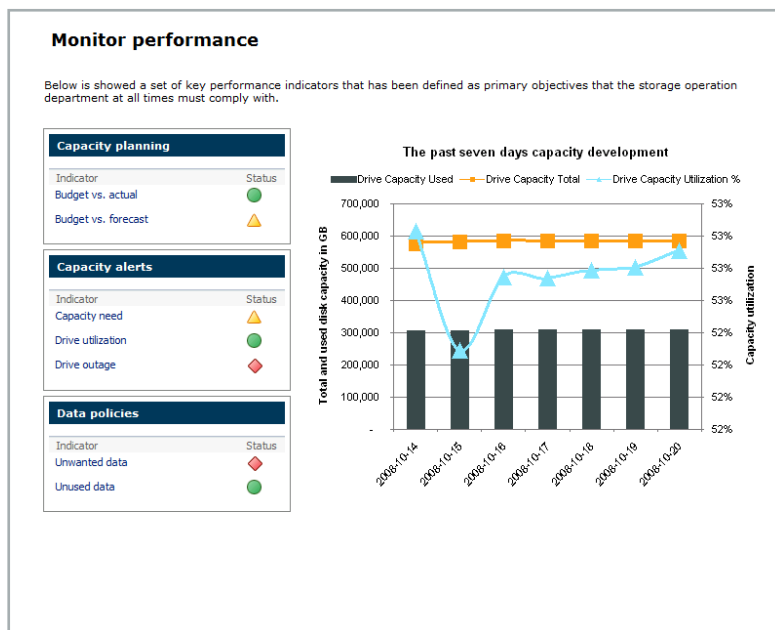 Monitor performance
Below is showed a set of key performance indicators that has been defined as primary objectives that the storage operation
department at all times must comply with.
Capacity planning
Indicator Status
Budget vs. actual
Budget vs. forecast
Capacity alerts
Indicator Status
Capacity need
Drive utilization
Drive outage
Data policies
Indicator Status
Unwanted data
Unused data
The past seven days capacity development
Drive Capacity Used Drive Capacity Total Drive Capacity Utilization %
Total and used disk capacity in GB
700,000
600,000
500,000
400,000
300,000
200,000
100,000
-
53%
53%
53%
53%
52%
52%
52%
52%
Capacity utilization
2008-10-14
2008-10-15
2008-10-16
2008-10-17
2008-10-18
2008-10-19
2008-10-20